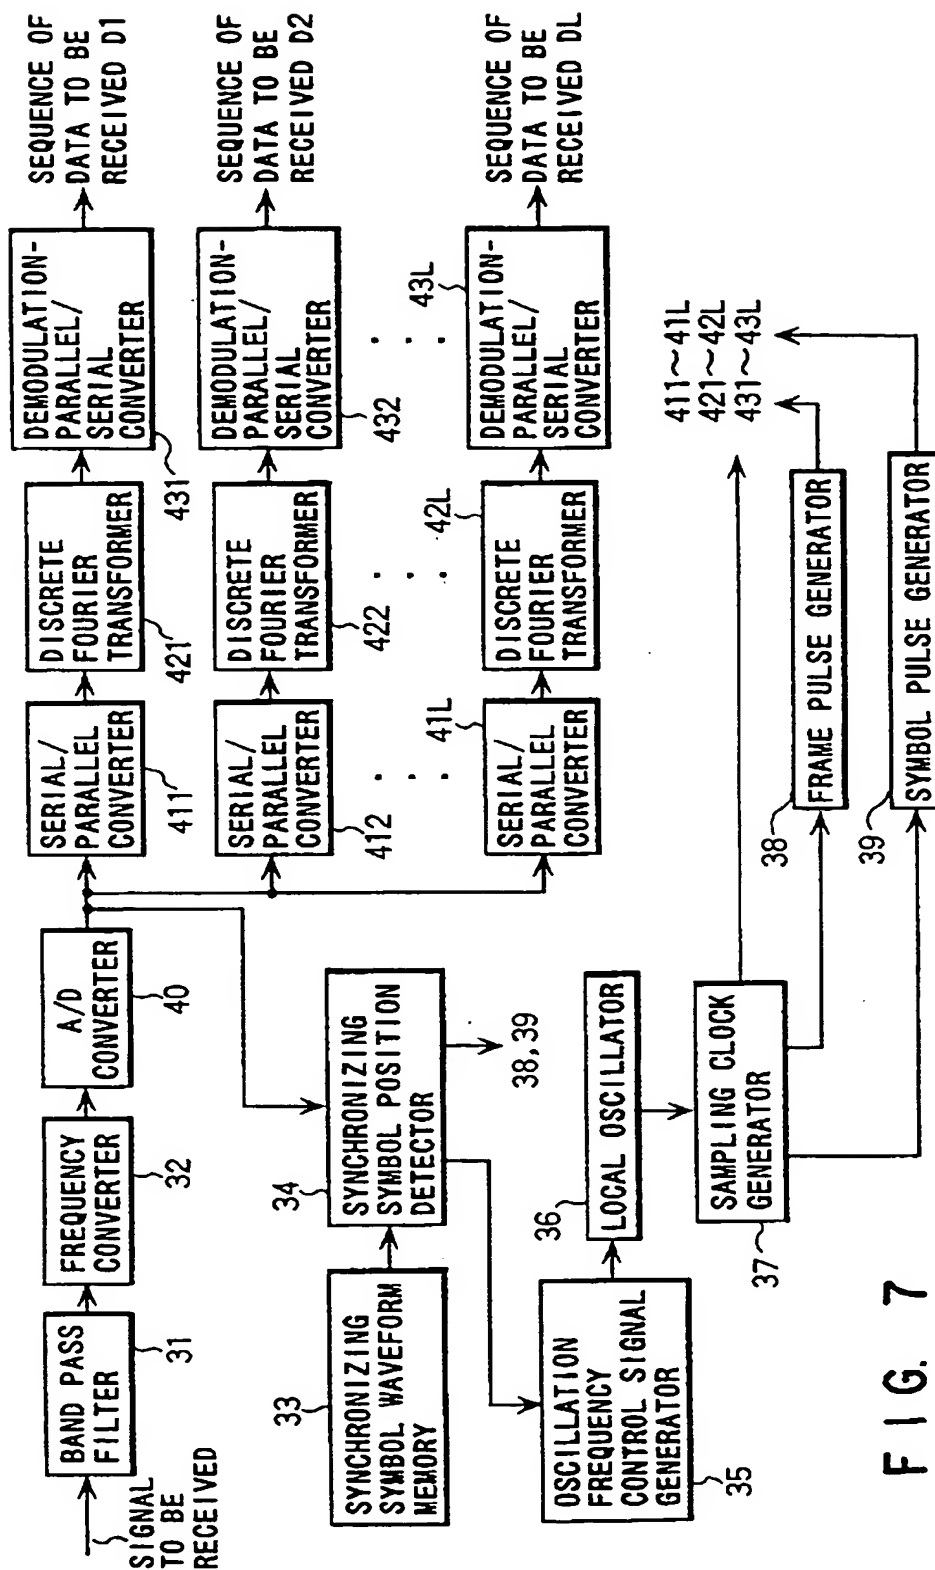 SIGNAL
TO BE
RECEIVED
BAND PASS
FILTER
31
FREQUENCY
CONVERTER
32
A/D
CONVERTER
40
SERIAL/
PARALLEL
CONVERTER
411
DISCRETE
FOURIER
TRANSFORMER
421
DEMODULATION-
PARALLEL/
SERIAL
CONVERTER
431
SEQUENCE OF
DATA TO BE
RECEIVED D1
SERIAL/
PARALLEL
CONVERTER
412
DISCRETE
FOURIER
TRANSFORMER
422
DEMODULATION-
PARALLEL/
SERIAL
CONVERTER
432
SEQUENCE OF
DATA TO BE
RECEIVED D2
41L
SERIAL/
PARALLEL
CONVERTER
42L
DISCRETE
FOURIER
TRANSFORMER
43L
DEMODULATION-
PARALLEL/
SERIAL
CONVERTER
SEQUENCE OF
DATA TO BE
RECEIVED DL
33
SYNCHRONIZING
SYMBOL WAVEFORM
MEMORY
34
SYNCHRONIZING
SYMBOL POSITION
DETECTOR
38,39
OSCILLATION
FREQUENCY
CONTROL SIGNAL
GENERATOR
35
36
LOCAL OSCILLATOR
SAMPLING CLOCK
GENERATOR
37
411~41L
421~42L
431~43L
38
FRAME PULSE GENERATOR
39
SYMBOL PULSE GENERATOR
FIG. 7